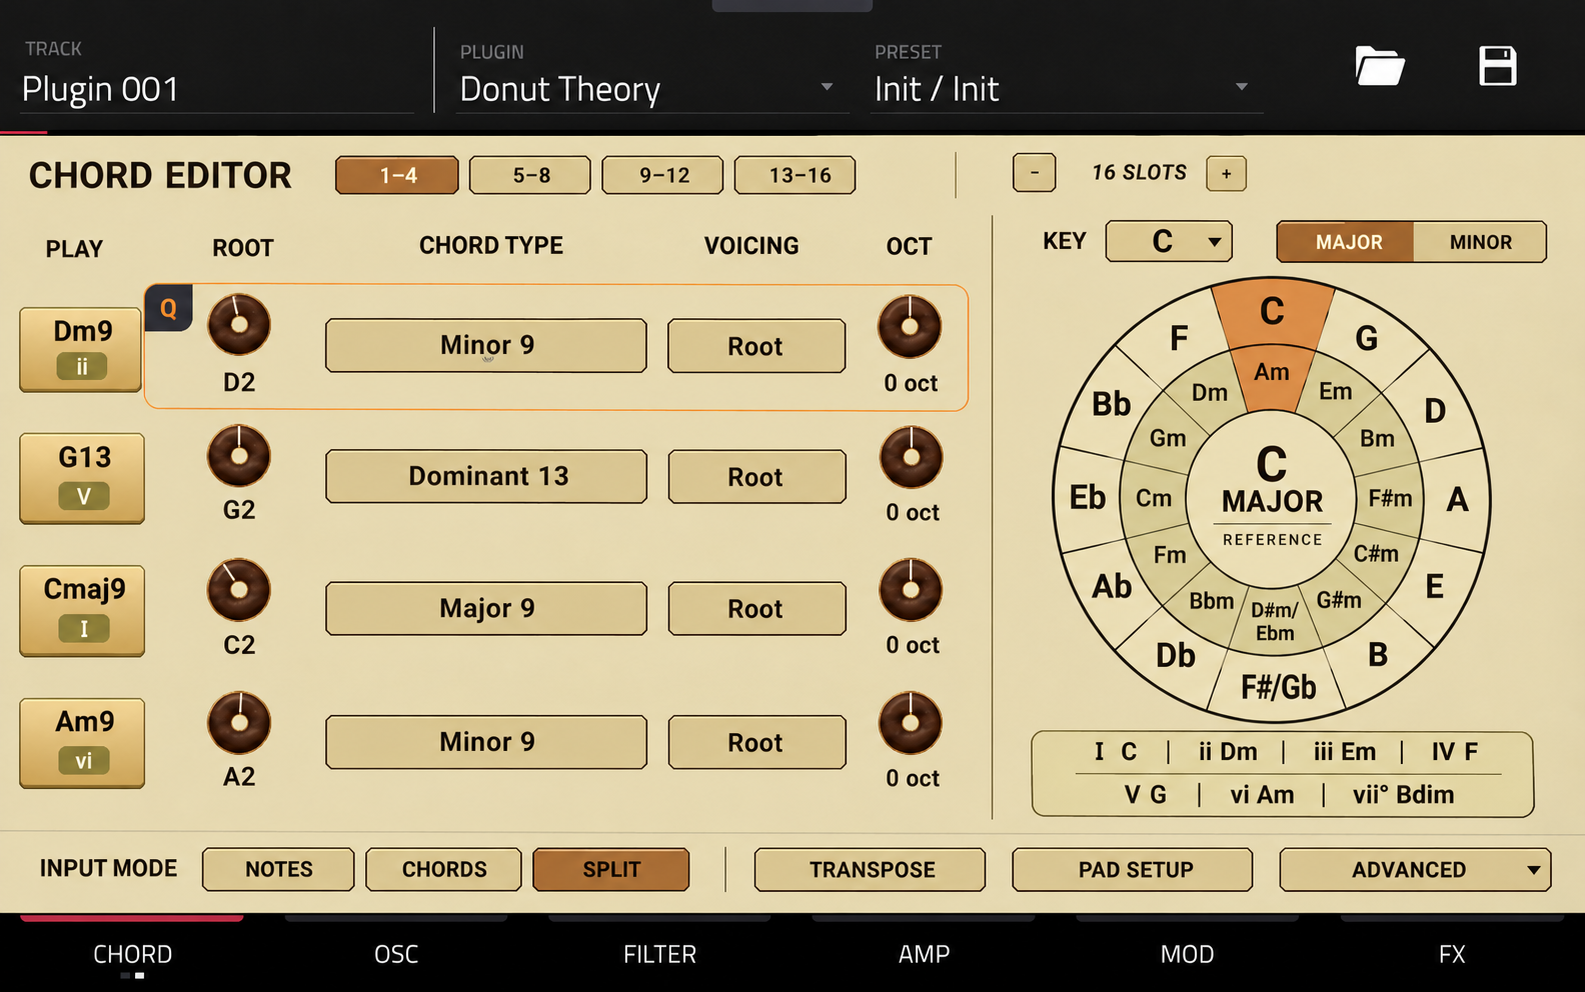 TRACK
Plugin 001
PLUGIN
Donut Theory
PRESET
Init / Init
CHORD EDITOR
1–4
5–8
9–12
13–16
-
16 SLOTS
+
PLAY
ROOT
CHORD TYPE
VOICING
OCT
Dm9
ii
Q
D2
Minor 9
Root
0 oct
G13
V
G2
Dominant 13
Root
0 oct
Cmaj9
I
C2
Major 9
Root
0 oct
Am9
vi
A2
Minor 9
Root
0 oct
KEY
C
MAJOR
MINOR
C
G
D
A
E
B
F#/Gb
Db
Ab
Eb
Bb
F
Am
Em
Bm
F#m
C#m
G#m
D#m/
Ebm
Bbm
Fm
Cm
Gm
Dm
C
MAJOR
REFERENCE
I C | ii Dm | iii Em | IV F
V G | vi Am | vii° Bdim
INPUT MODE
NOTES
CHORDS
SPLIT
TRANSPOSE
PAD SETUP
ADVANCED
CHORD
OSC
FILTER
AMP
MOD
FX